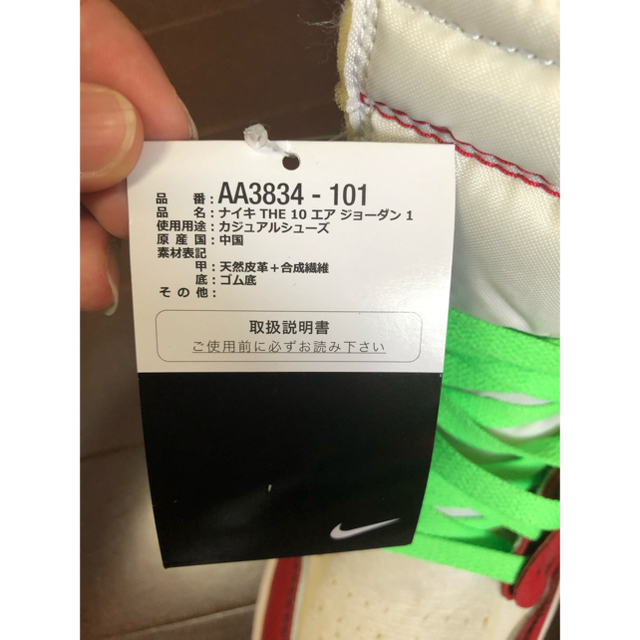 品番：AA3834 - 101
品名：ナイキ THE 10 エア ジョーダン 1
使用用途：カジュアルシューズ
原産国：中国
素材表記
甲：天然皮革＋合成繊維
底：ゴム底
その他：
取扱説明書
ご使用前に必ずお読み下さい